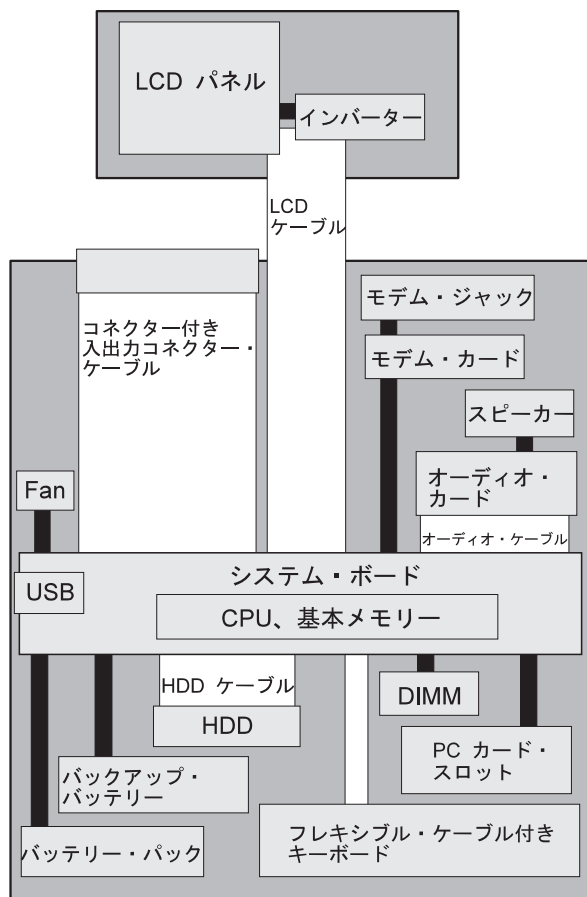 LCD パネル
インバーター
LCD
ケーブル
コネクター付き
入出力コネクター・
ケーブル
モデム・ジャック
モデム・カード
スピーカー
オーディオ・
カード
オーディオ・ケーブル
Fan
システム・ボード
USB
CPU、基本メモリー
HDD ケーブル
HDD
DIMM
PC カード・
スロット
バックアップ・
バッテリー
フレキシブル・ケーブル付き
キーボード
バッテリー・パック